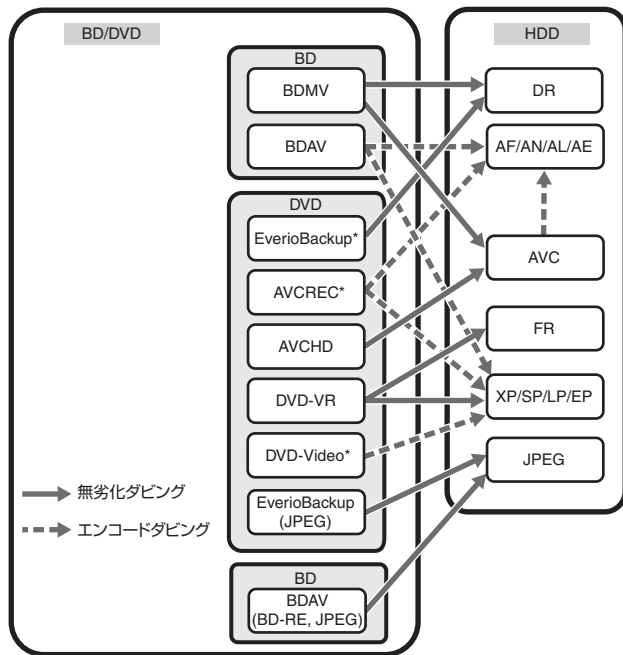 BD/DVD
BD
BDMV
BDAV
DVD
EverioBackup*
AVCREC*
AVCHD
DVD-VR
DVD-Video*
EverioBackup
(JPEG)
BD
BDAV
(BD-RE, JPEG)
無劣化ダビング
エンコードダビング
HDD
DR
AF/AN/AL/AE
AVC
FR
XP/SP/LP/EP
JPEG